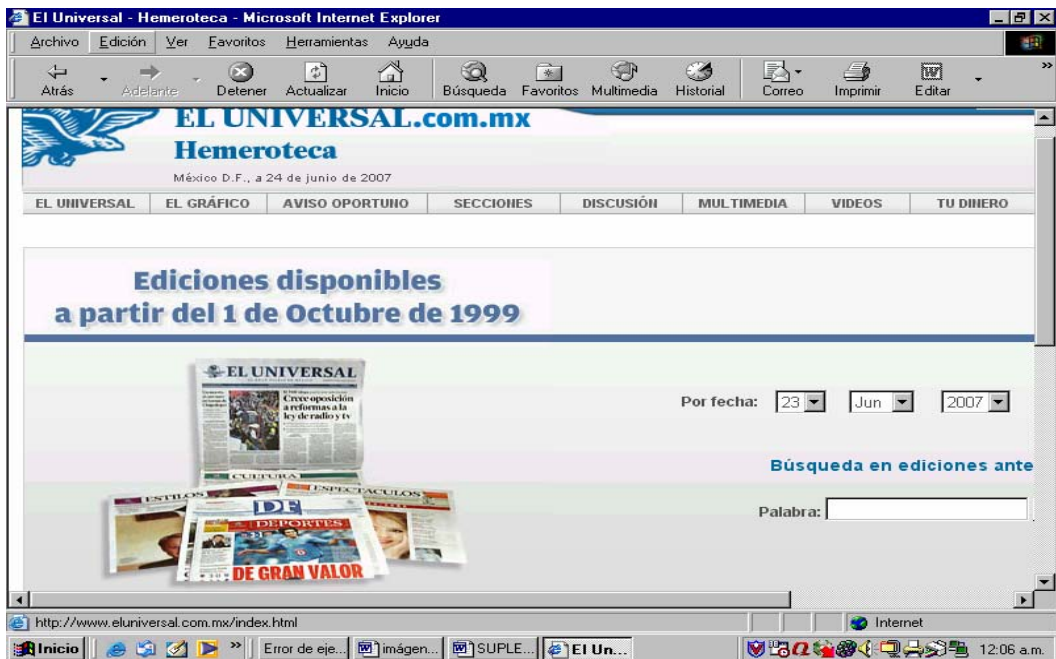 El Universal - Hemeroteca - Microsoft Internet Explorer
Archivo Edición Ver Favoritos Herramientas Ayuda
Atrás Adelante Detener Actualizar Inicio Búsqueda Favoritos Multimedia Historial Correo Imprimir Editar
EL UNIVERSAL.com.mx
Hemeroteca
México D.F., a 24 de junio de 2007
EL UNIVERSAL EL GRÁFICO AVISO OPORTUNO SECCIONES DISCUSIÓN MULTIMEDIA VIDEOS TU DINERO
Ediciones disponibles
a partir del 1 de Octubre de 1999
EL UNIVERSAL
Crece oposición
a reformas a la
ley de radio y tv
CULTURA
ESTILOS
ESPECTACULOS
DF
DEPORTES
DE GRAN VALOR
Por fecha: 23 Jun 2007
Búsqueda en ediciones ante
Palabra:
http://www.eluniversal.com.mx/index.html
Internet
Inicio » Error de eje... imágen... SUPLE... El Un... 12:06 a.m.